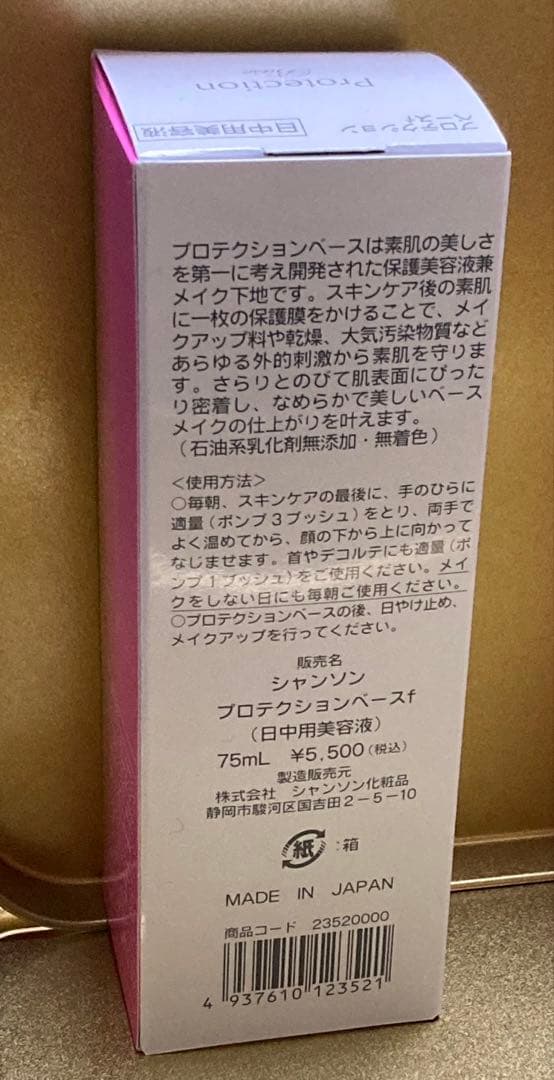 Protection
Base
プロテクション
ベースf
日中用美容液
プロテクションベースは素肌の美しさ
を第一に考え開発された保護美容液兼
メイク下地です。スキンケア後の素肌
に一枚の保護膜をかけることで、メイ
クアップ料や乾燥、大気汚染物質など
あらゆる外的刺激から素肌を守りま
す。さらりとのびて肌表面にぴった
り密着し、なめらかで美しいベース
メイクの仕上がりを叶えます。
（石油系乳化剤無添加・無着色）
＜使用方法＞
○毎朝、スキンケアの最後に、手のひらに
適量（ポンプ３プッシュ）をとり、両手で
よく温めてから、顔の下から上に向かって
なじませます。首やデコルテにも適量（ポ
ンプ１プッシュ）をご使用ください。メイ
クをしない日にも毎朝ご使用ください。
○プロテクションベースの後、日やけ止め、
メイクアップを行ってください。
販売名
シャンソン
プロテクションベースf
（日中用美容液）
75mL ¥5,500（税込）
製造販売元
株式会社 シャンソン化粧品
静岡市駿河区国吉田２－５－10
紙：箱
MADE IN JAPAN
商品コード 23520000
4 937610 123521